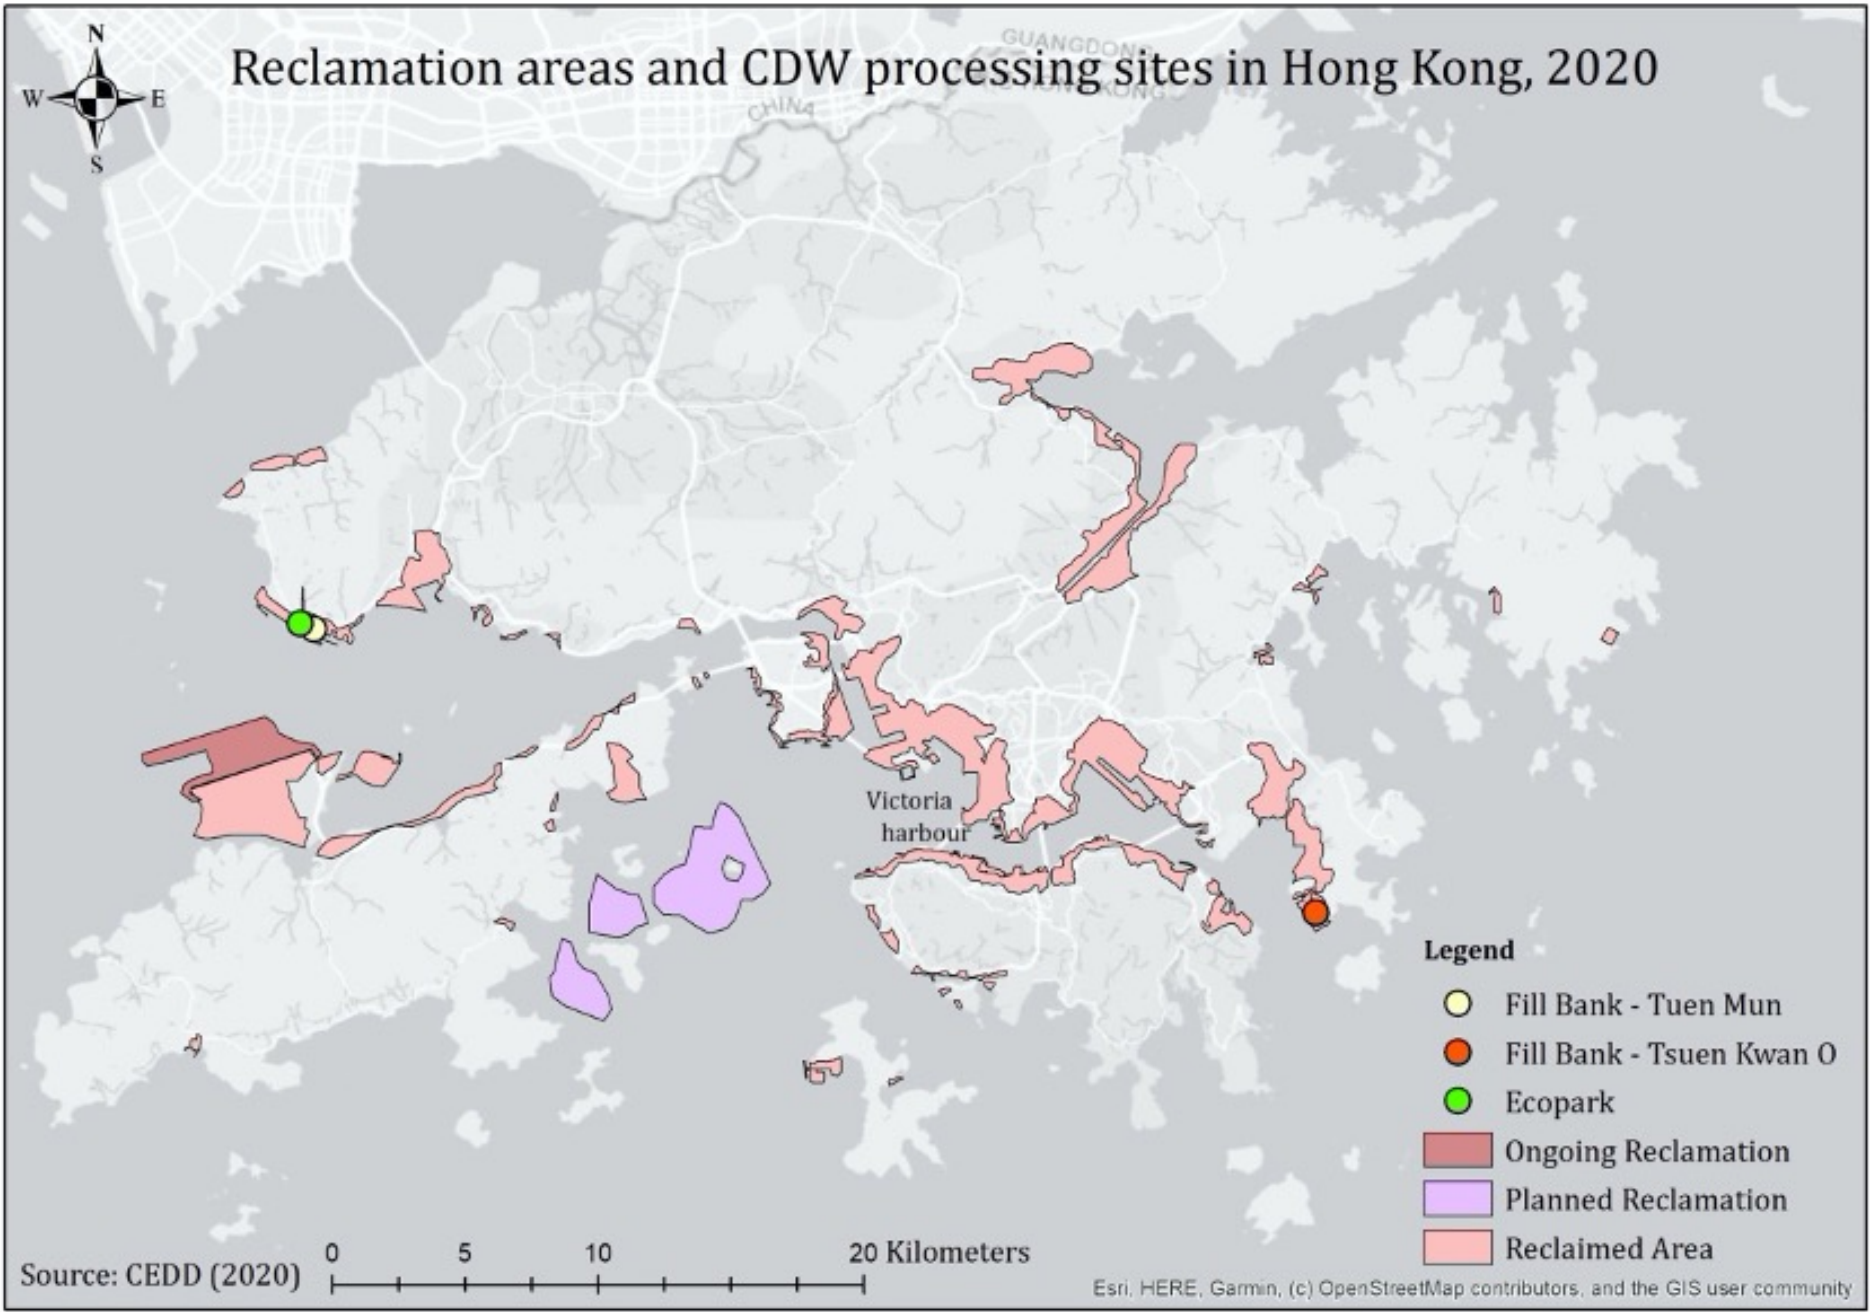 N
W E
S
Reclamation areas and CDW processing sites in Hong Kong, 2020
GUANGDONG
HONG KONG
CHINA
Victoria
harbour
Legend
Fill Bank - Tuen Mun
Fill Bank - Tsuen Kwan O
Ecopark
Ongoing Reclamation
Planned Reclamation
Reclaimed Area
0 5 10 20 Kilometers
Source: CEDD (2020)
Esri, HERE, Garmin, (c) OpenStreetMap contributors, and the GIS user community